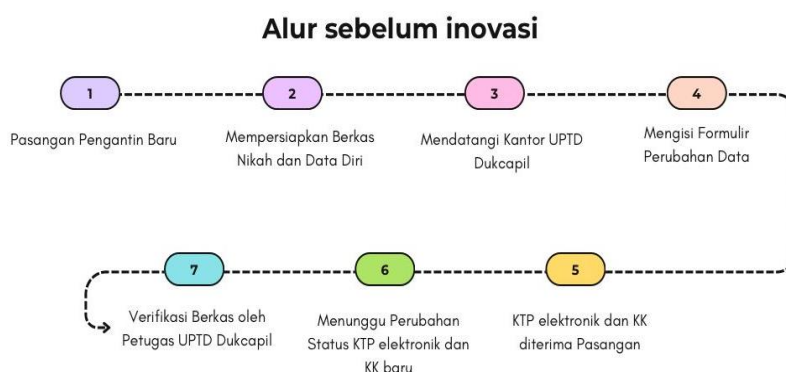 Alur sebelum inovasi
1
2
3
4
Pasangan Pengantin Baru
Mempersiapkan Berkas
Nikah dan Data Diri
Mendatangi Kantor UPTD
Dukcapil
Mengisi Formulir
Perubahan Data
7
6
5
Verifikasi Berkas oleh
Petugas UPTD Dukcapil
Menunggu Perubahan
Status KTP elektronik dan
KK baru
KTP elektronik dan KK
diterima Pasangan